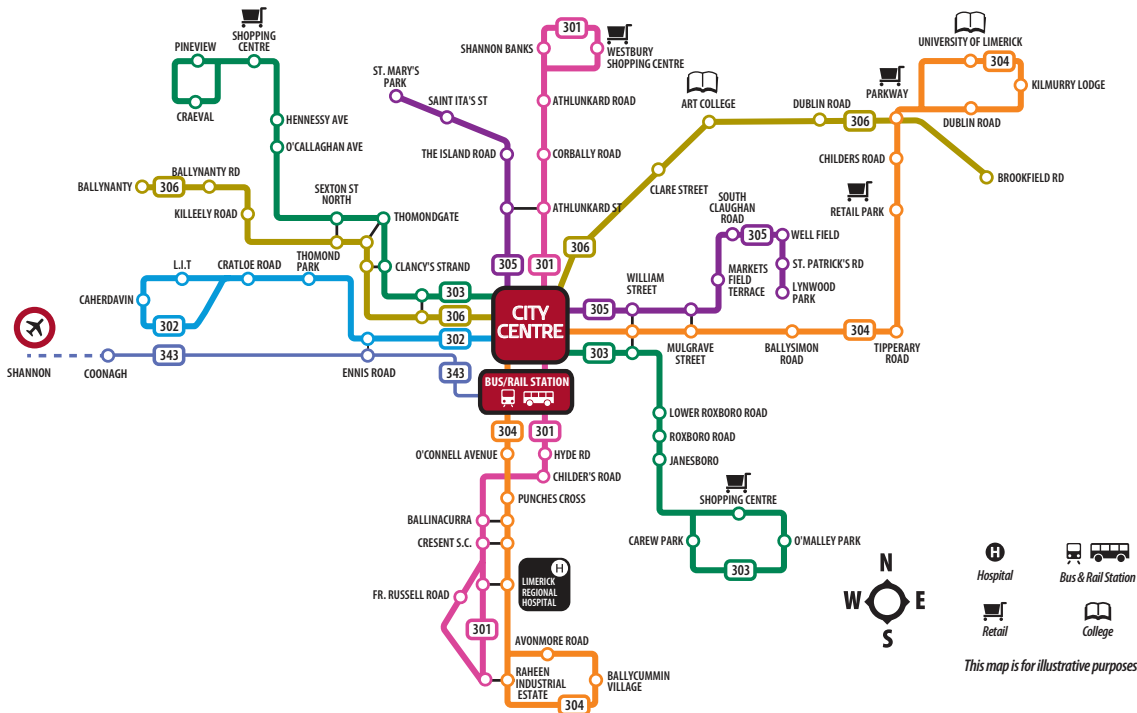 301
SHOPPING
CENTRE
PINEVIEW
SHANNON BANKS
WESTBURY
SHOPPING CENTRE
UNIVERSITY OF LIMERICK
304
ST. MARY'S
PARK
PARKWAY
KILMURRY LODGE
SAINT ITA'S ST
ATHLUNKARD ROAD
ART COLLEGE
DUBLIN ROAD
CRAEVAL
HENNESSY AVE
306
DUBLIN ROAD
O'CALLAGHAN AVE
THE ISLAND ROAD
CORBALLY ROAD
CHILDERS ROAD
BALLYNANTY RD
BALLYNANTY
306
CLARE STREET
BROOKFIELD RD
SEXTON ST
NORTH
SOUTH
CLAUGHAN
ROAD
KILLEELY ROAD
THOMONDGATE
ATHLUNKARD ST
RETAIL PARK
305
WELL FIELD
306
THOMOND
PARK
CLANCY'S STRAND
305
301
ST. PATRICK'S RD
L.I.T
CRATLOE ROAD
WILLIAM
STREET
MARKETS
FIELD
TERRACE
LYNWOOD
PARK
CAHERDAVIN
303
CITY
CENTRE
305
302
306
304
302
303
MULGRAVE
STREET
BALLYSIMON
ROAD
TIPPERARY
ROAD
343
SHANNON
COONAGH
ENNIS ROAD
343
BUS/RAIL STATION
LOWER ROXBORO ROAD
304
301
ROXBORO ROAD
O'CONNELL AVENUE
HYDE RD
JANESBORO
CHILDER'S ROAD
PUNCHES CROSS
SHOPPING CENTRE
BALLINACURRA
CAREW PARK
O'MALLEY PARK
CRESENT S.C.
303
H
LIMERICK
REGIONAL
HOSPITAL
FR. RUSSELL ROAD
301
AVONMORE ROAD
RAHEEN
INDUSTRIAL
ESTATE
BALLYCUMMIN
VILLAGE
304
N
W
E
S
H
Hospital
Bus & Rail Station
Retail
College
This map is for illustrative purposes